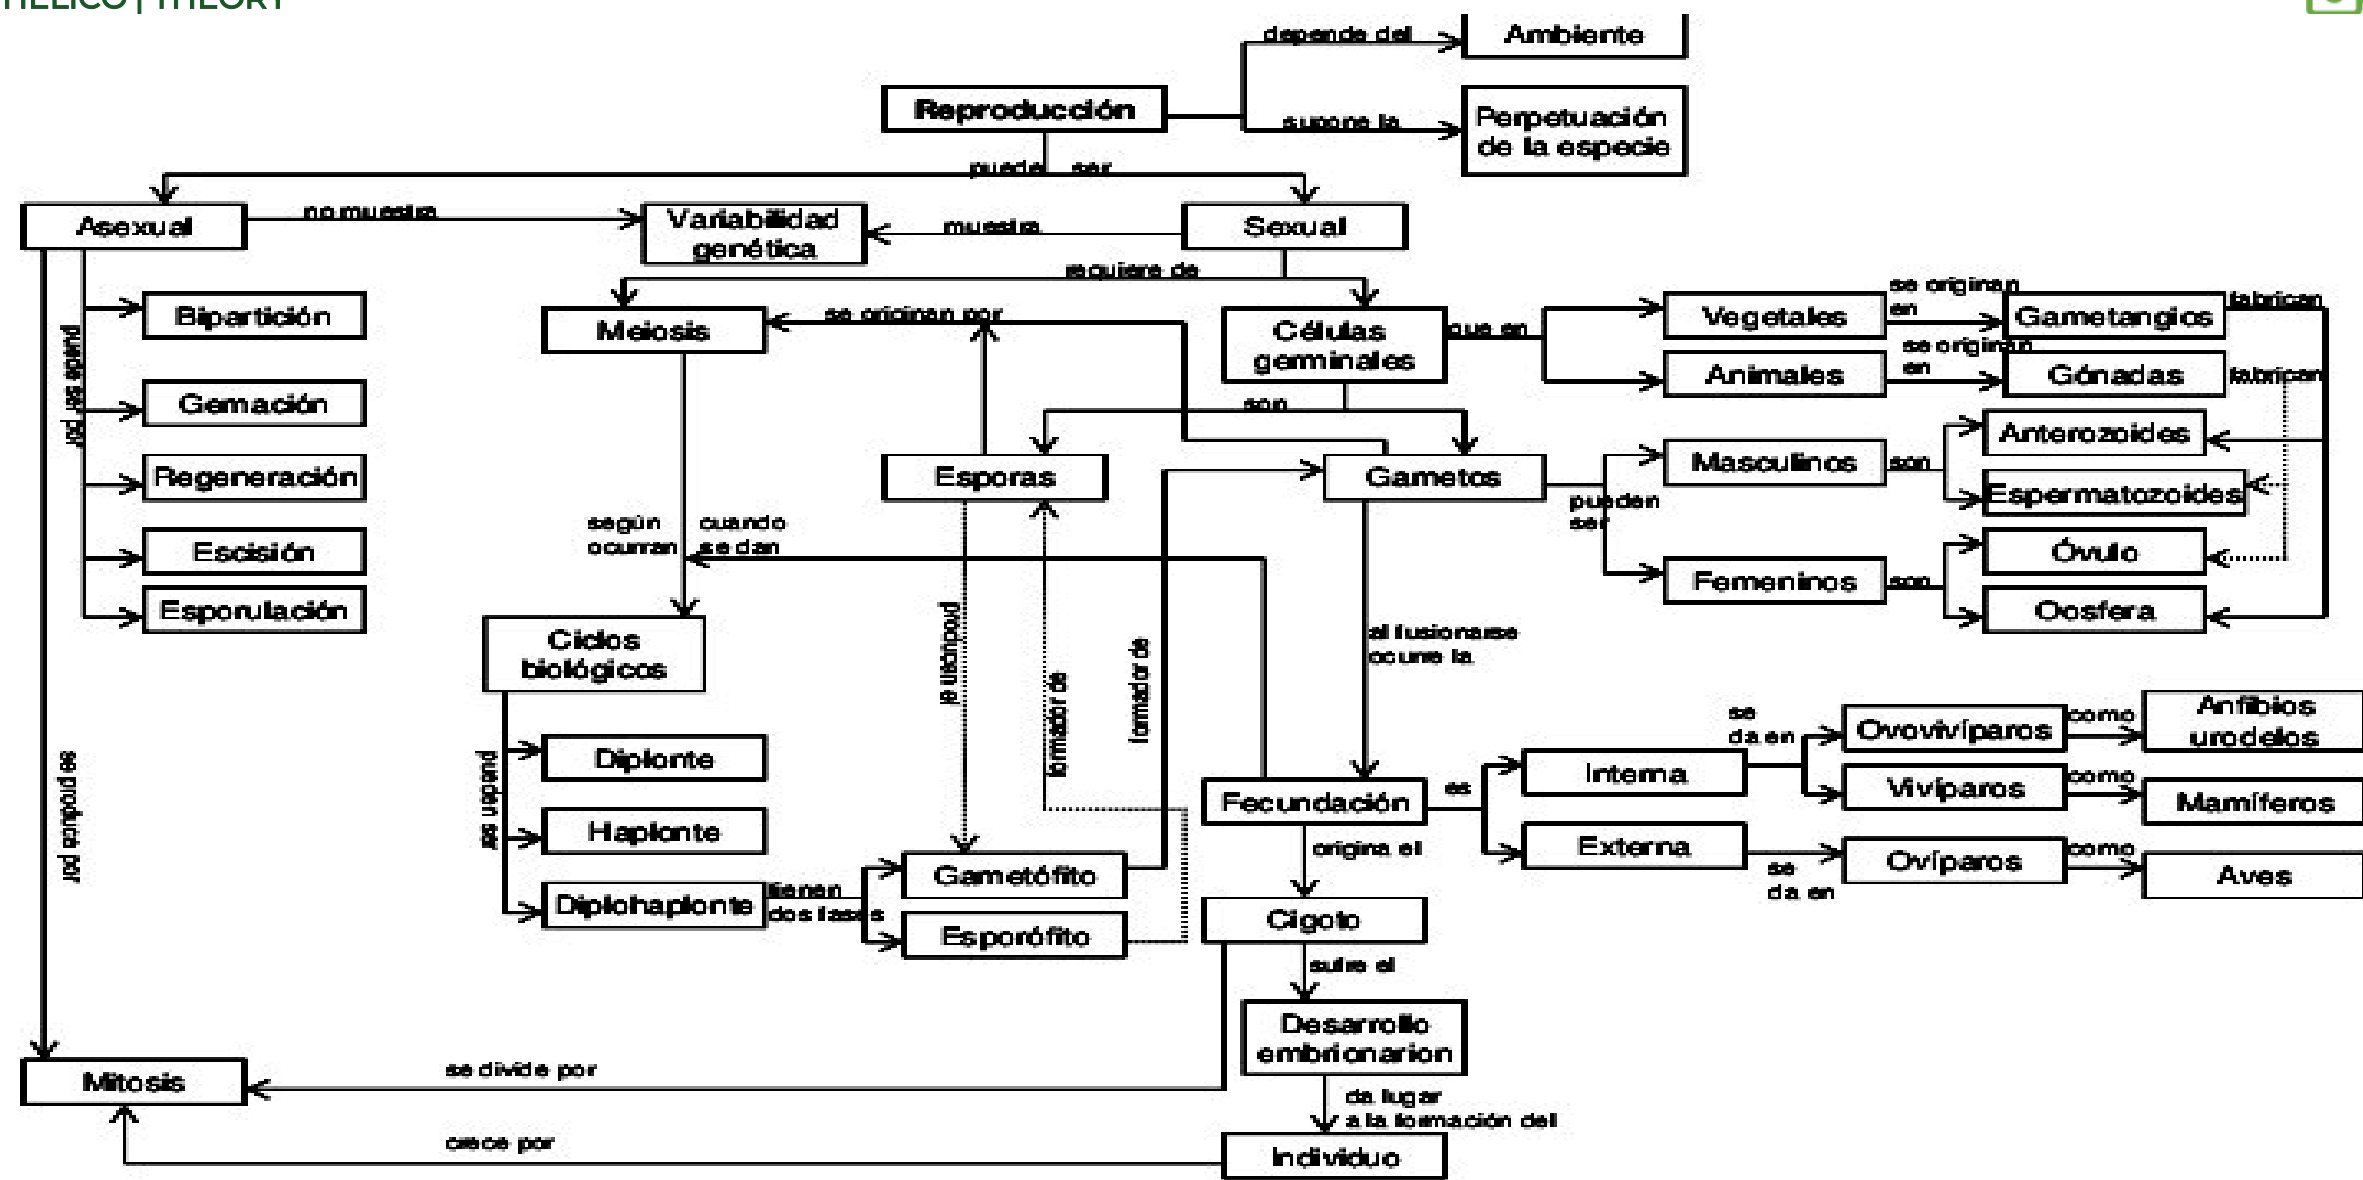 HELICO | THEORY
depende del
Ambiente
Reproducción
supone la
Perpetuación
de la especie
puede ser
Asexual
no muestra
Variabilidad
genética
muestra
Sexual
requiere de
Bipartición
Gemación
Regeneración
Escisión
Esporulación
puede ser por
se produce por
Meiosis
se originan por
Células
germinales
que en
Vegetales
se originan
en
Gametangios
fabrican
Animales
se originan
en
Gónadas
fabrican
son
Esporas
Gametos
pueden
ser
Masculinos
son
Anterozoides
Espermatozoides
Femeninos
son
Óvulo
Oosfera
según
ocurran
cuando
se dan
Ciclos
biológicos
pueden ser
Diplonte
Haplonte
Diplohaplonte
tienen
dos fases
Gametófito
Esporófito
producen el
formador de
formador de
al fusionarse
ocurre la
Fecundación
es
Interna
se
da en
Ovovivíparos
como
Anfibios
urodelos
Vivíparos
como
Mamíferos
Externa
se
da en
Ovíparos
como
Aves
origina el
Cigoto
sufre el
Desarrollo
embrionarion
da lugar
a la formación del
Individuo
Mitosis
se divide por
crece por